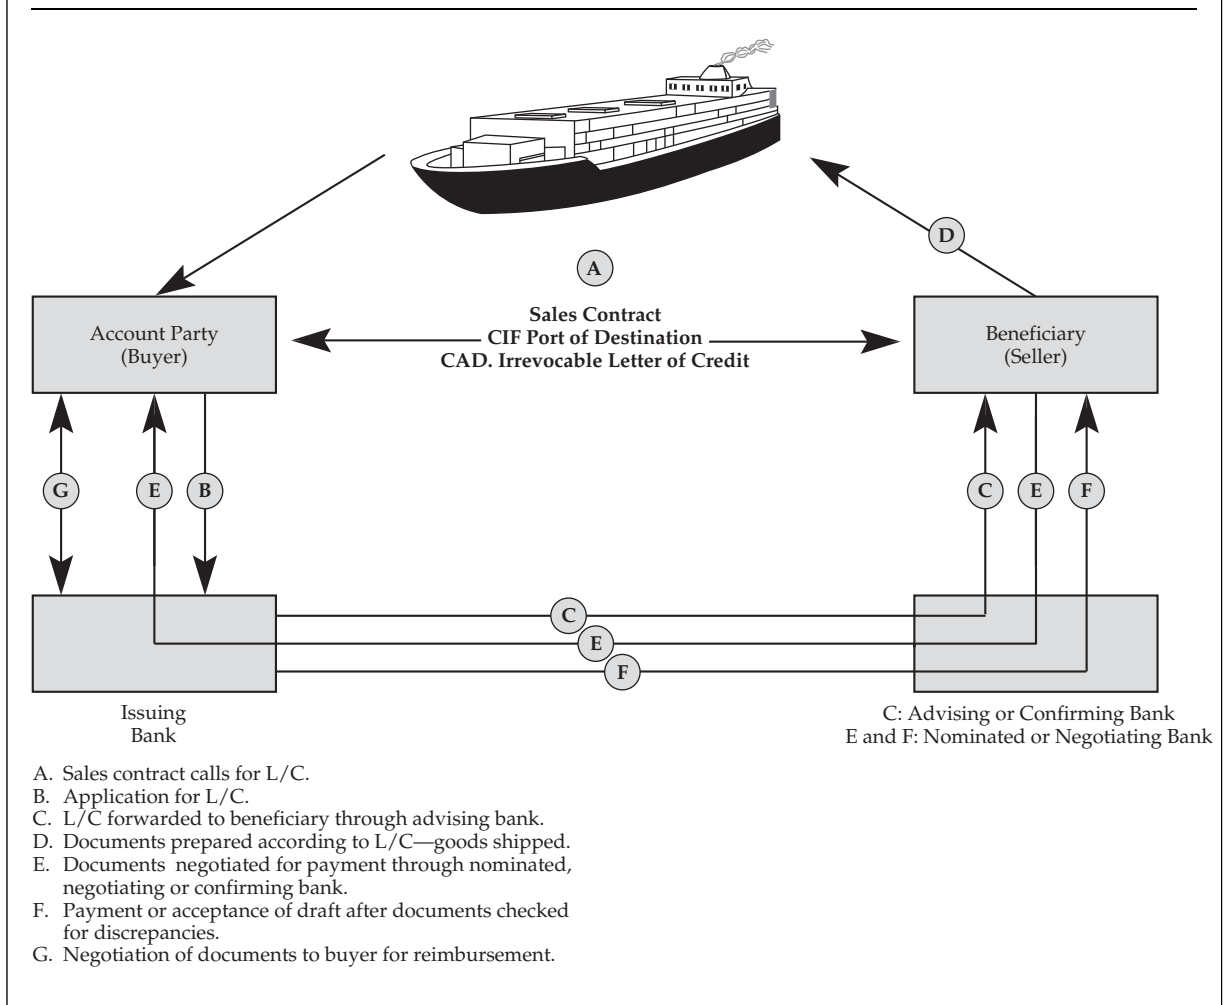 D
A
Sales Contract
CIF Port of Destination
CAD. Irrevocable Letter of Credit
Account Party
(Buyer)
Beneficiary
(Seller)
G
E
B
C
E
F
C
E
F
Issuing
Bank
C: Advising or Confirming Bank
E and F: Nominated or Negotiating Bank
A. Sales contract calls for L/C.
B. Application for L/C.
C. L/C forwarded to beneficiary through advising bank.
D. Documents prepared according to L/C—goods shipped.
E. Documents negotiated for payment through nominated,
negotiating or confirming bank.
F. Payment or acceptance of draft after documents checked
for discrepancies.
G. Negotiation of documents to buyer for reimbursement.